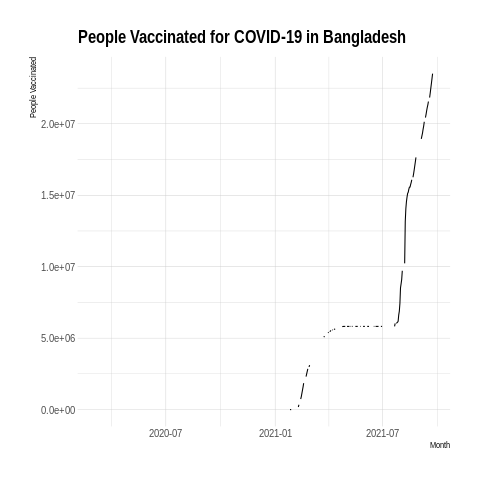 People Vaccinated for COVID-19 in Bangladesh
People Vaccinated
2.0e+07
1.5e+07
1.0e+07
5.0e+06
0.0e+00
2020-07
2021-01
2021-07
Month